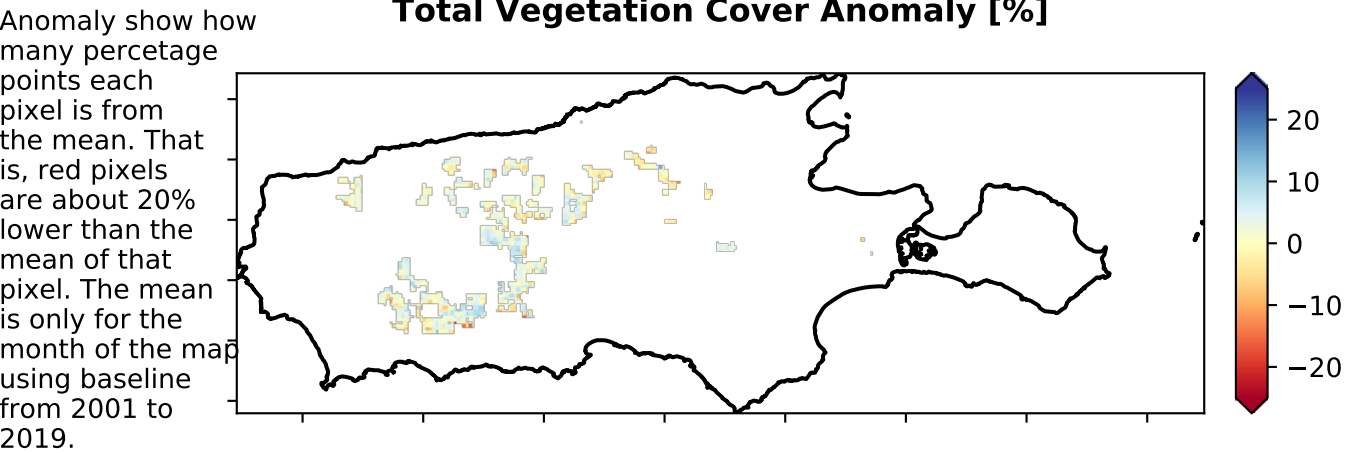 Total Vegetation Cover Anomaly [%]
Anomaly show how
many percetage
points each
pixel is from
the mean. That
is, red pixels
are about 20%
lower than the
mean of that
pixel. The mean
is only for the
month of the map
using baseline
from 2001 to
2019.
20
10
0
−10
−20